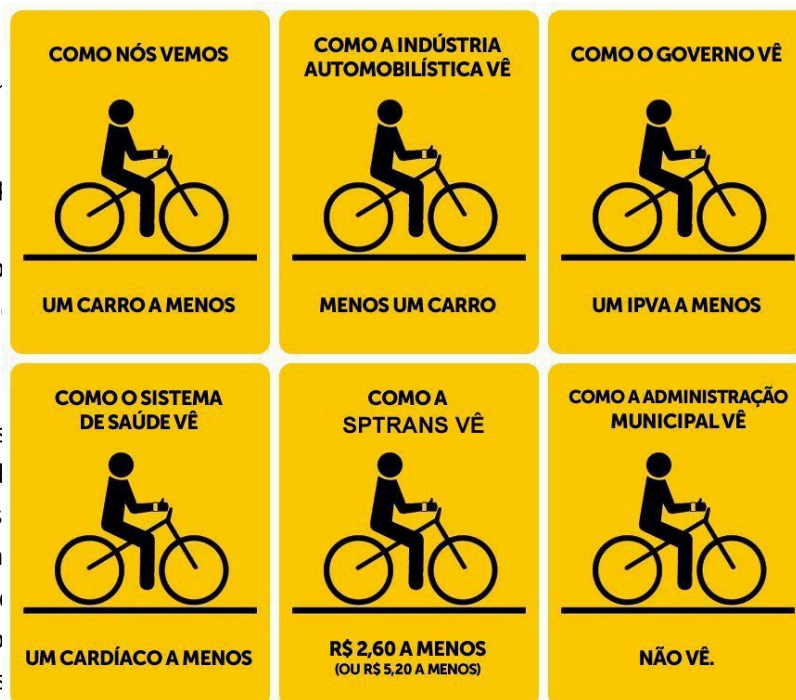 COMO NÓS VEMOS
UM CARRO A MENOS
COMO A INDÚSTRIA
AUTOMOBILÍSTICA VÊ
MENOS UM CARRO
COMO O GOVERNO VÊ
UM IPVA A MENOS
COMO O SISTEMA
DE SAÚDE VÊ
UM CARDÍACO A MENOS
COMO A
SPTRANS VÊ
R$ 2,60 A MENOS
(OU R$ 5,20 A MENOS)
COMO A ADMINISTRAÇÃO
MUNICIPAL VÊ
NÃO VÊ.